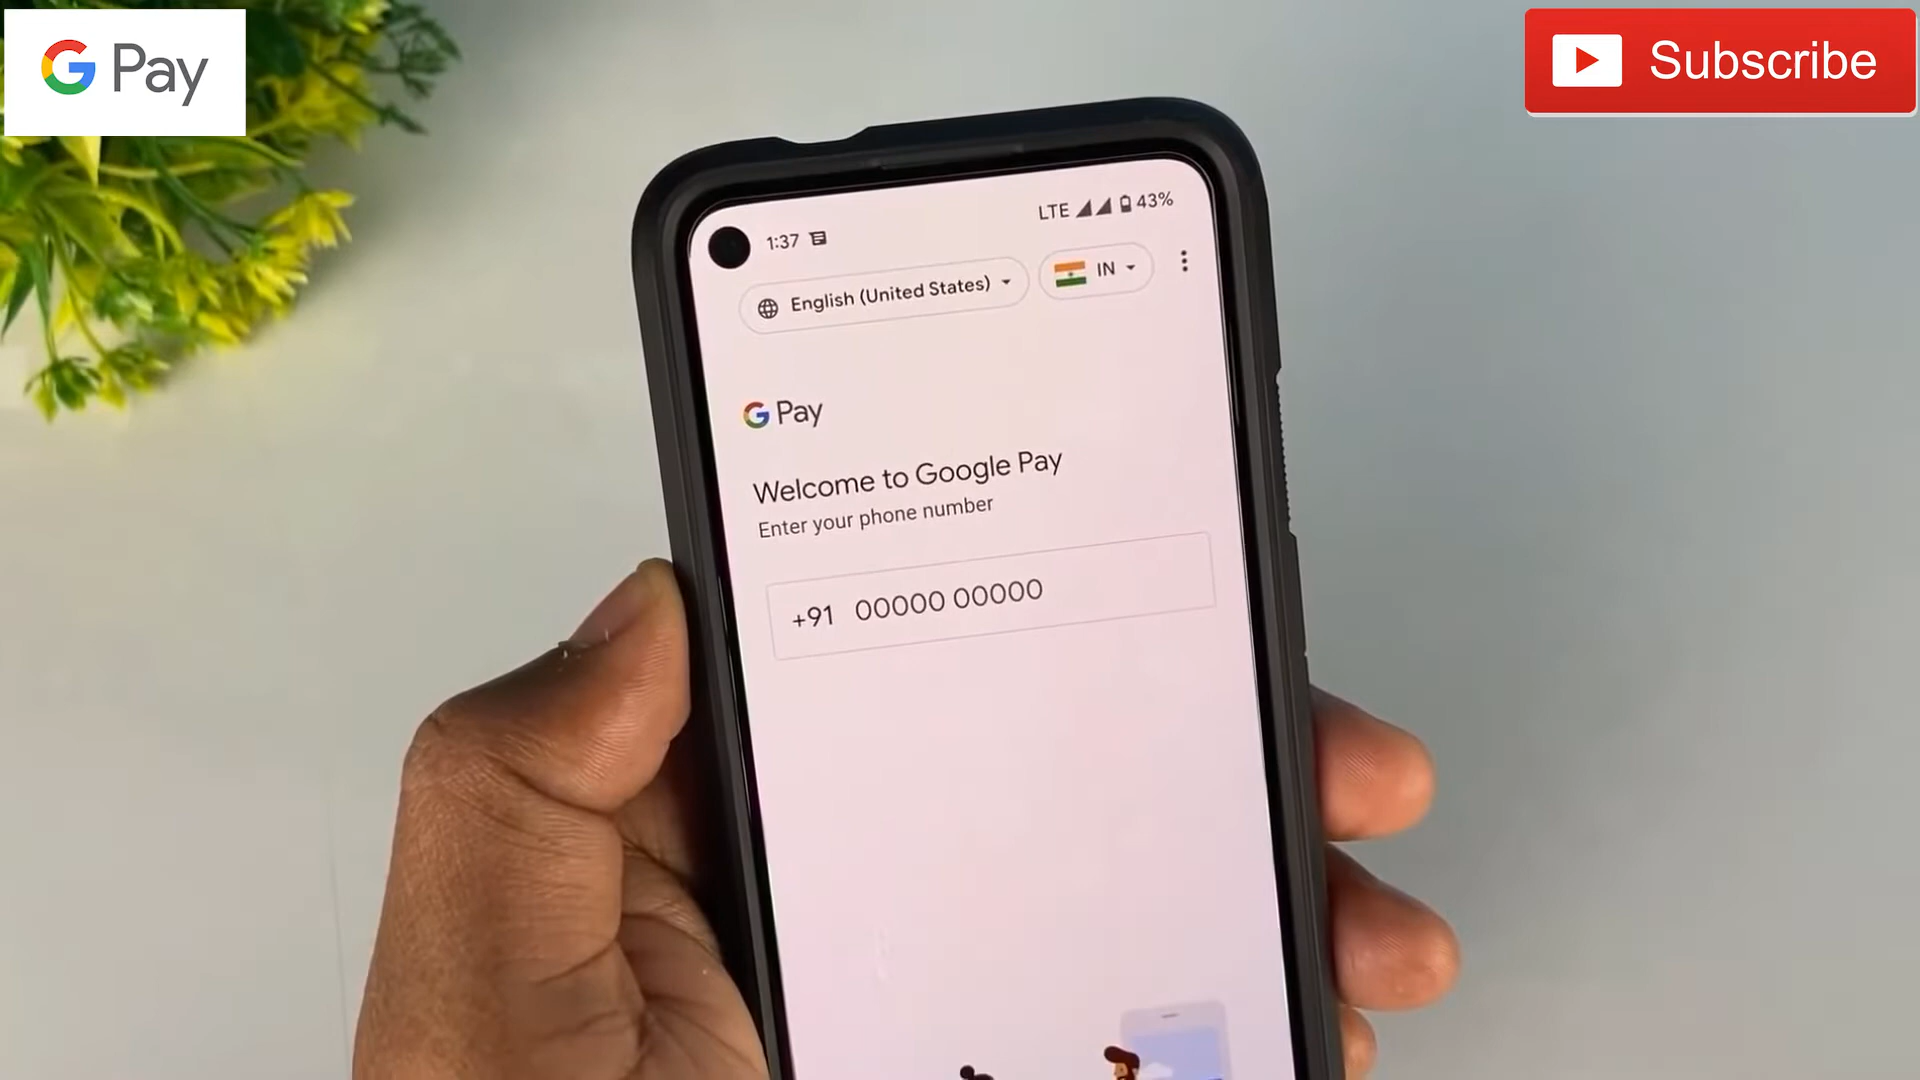 G Pay
Subscribe
1:37
LTE 43%
English (United States)
IN
G Pay
Welcome to Google Pay
Enter your phone number
+91 00000 00000